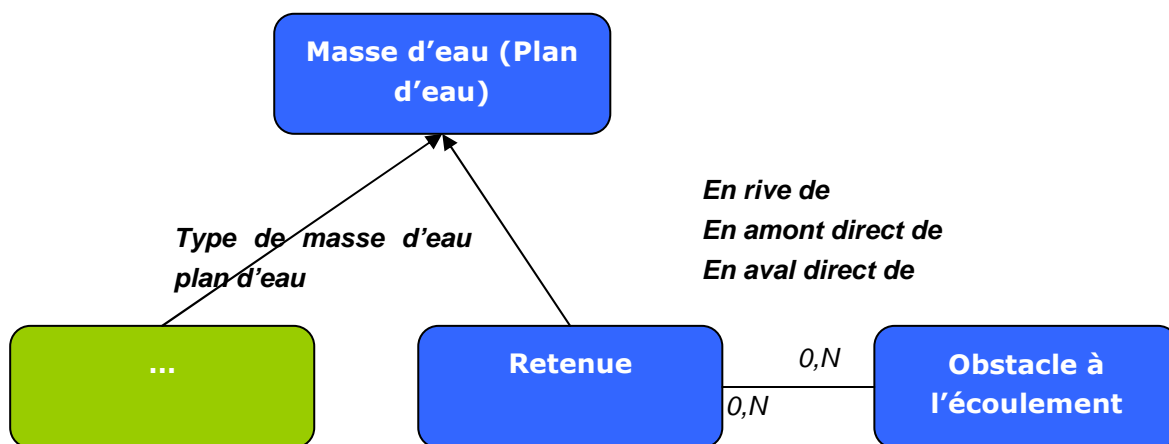 Masse d’eau (Plan
d’eau)
En rive de
En amont direct de
En aval direct de
Type de masse d’eau
plan d’eau
...
Retenue
0,N
0,N
Obstacle à
l’écoulement